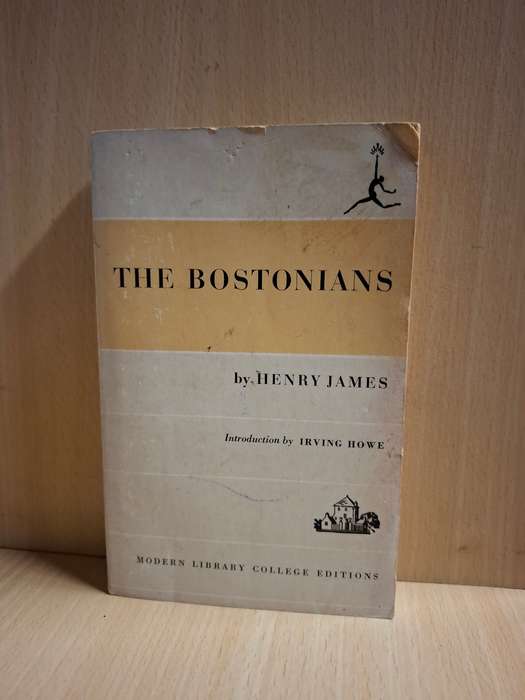 THE BOSTONIANS
by HENRY JAMES
Introduction by IRVING HOWE
MODERN LIBRARY COLLEGE EDITIONS